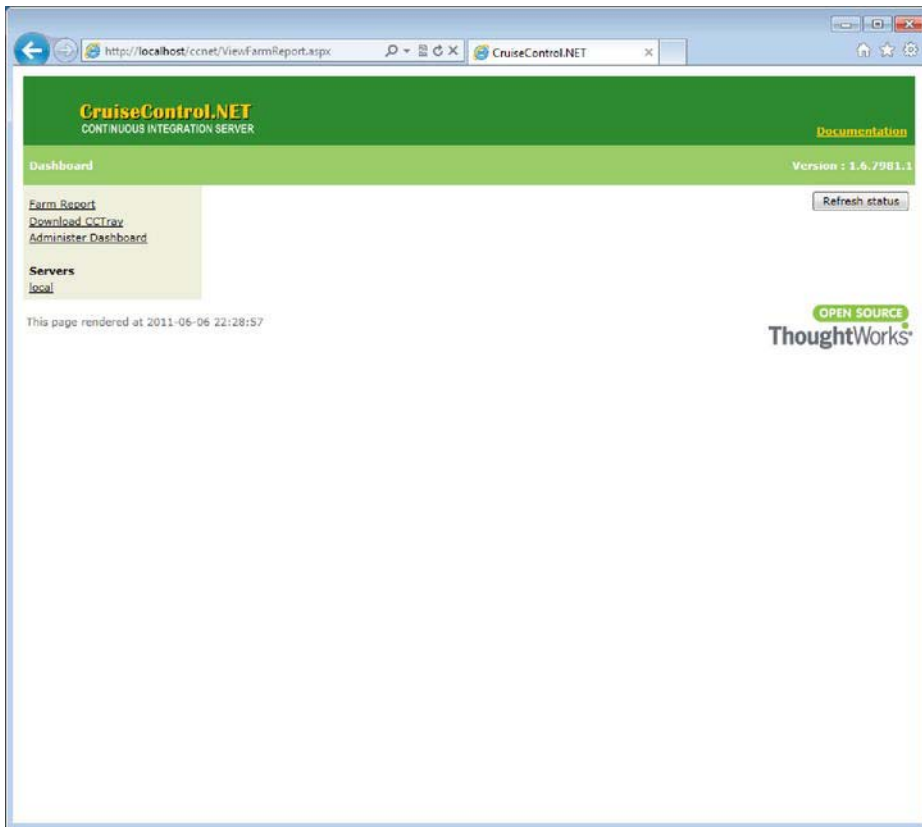 http://localhost/ccnet/ViewFarmReport.aspx
CruiseControl.NET
CruiseControl.NET
CONTINUOUS INTEGRATION SERVER
Documentation
Dashboard
Version : 1.6.7981.1
Farm Report
Download CCTray
Administer Dashboard
Servers
local
Refresh status
This page rendered at 2011-06-06 22:28:57
OPEN SOURCE
ThoughtWorks